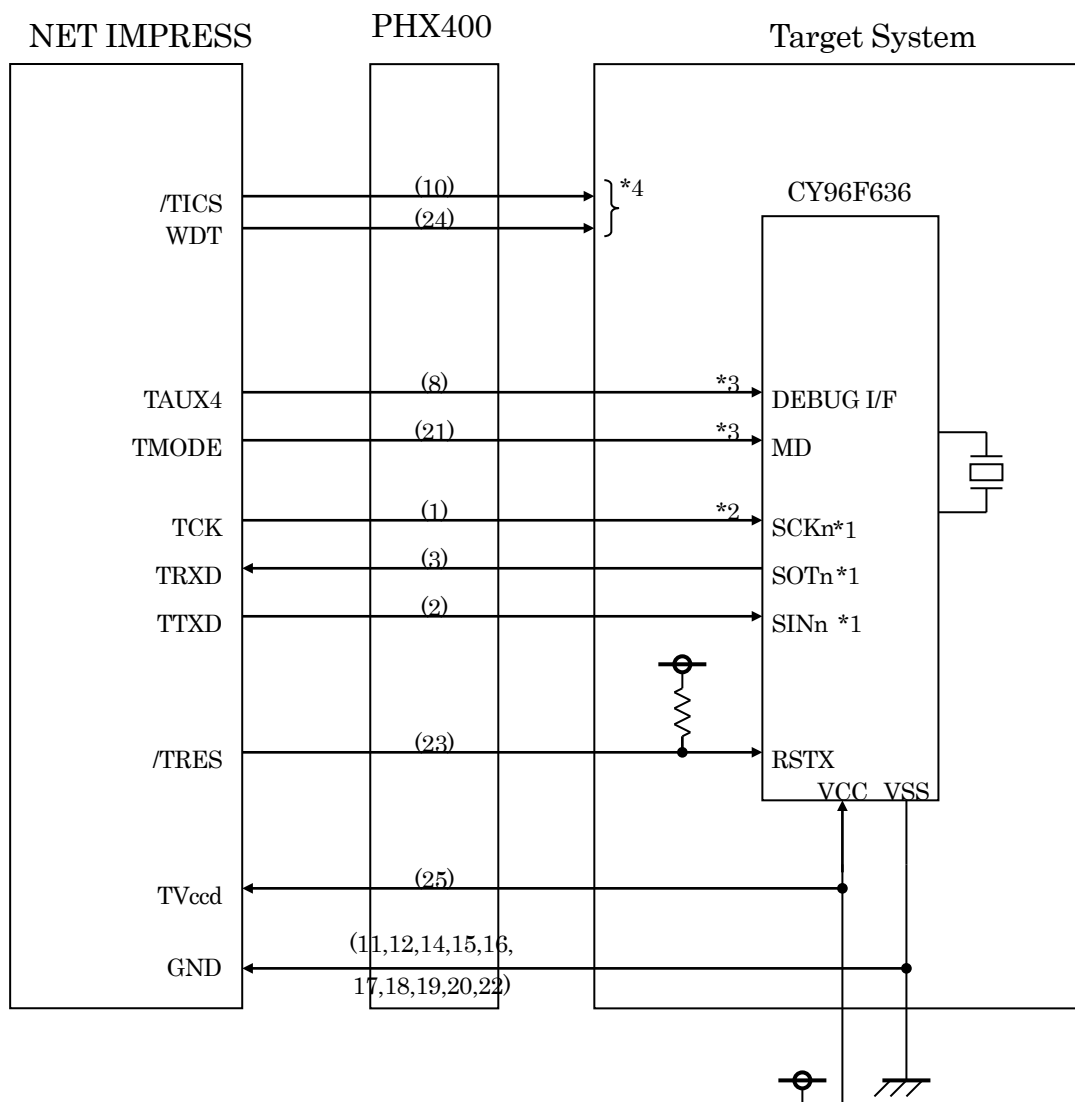 NET IMPRESS
PHX400
Target System
/TICS
(10)
*4
WDT
(24)
CY96F636
TAUX4
(8)
*3
DEBUG I/F
TMODE
(21)
*3
MD
TCK
(1)
*2
SCKn*1
TRXD
(3)
SOTn*1
TTXD
(2)
SINn *1
/TRES
(23)
RSTX
VCC VSS
TVccd
(25)
GND
(11,12,14,15,16,
17,18,19,20,22)